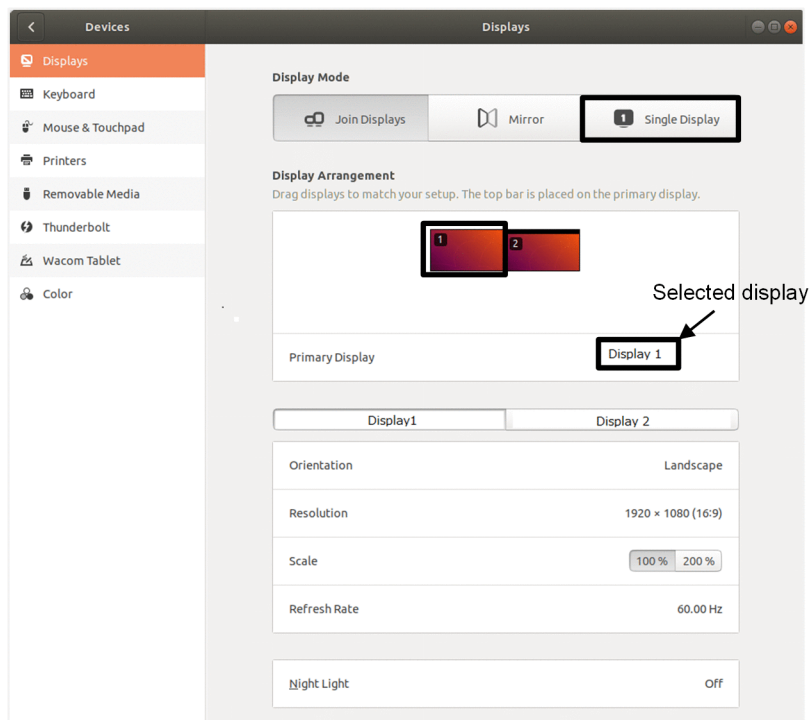 Devices
Displays
Displays
Keyboard
Mouse & Touchpad
Printers
Removable Media
Thunderbolt
Wacom Tablet
Color
Display Mode
Join Displays
Mirror
1 Single Display
Display Arrangement
Drag displays to match your setup. The top bar is placed on the primary display.
1
2
Selected display
Primary Display
Display 1
Display1
Display 2
Orientation
Landscape
Resolution
1920 × 1080 (16:9)
Scale
100 %
200 %
Refresh Rate
60.00 Hz
Night Light
Off